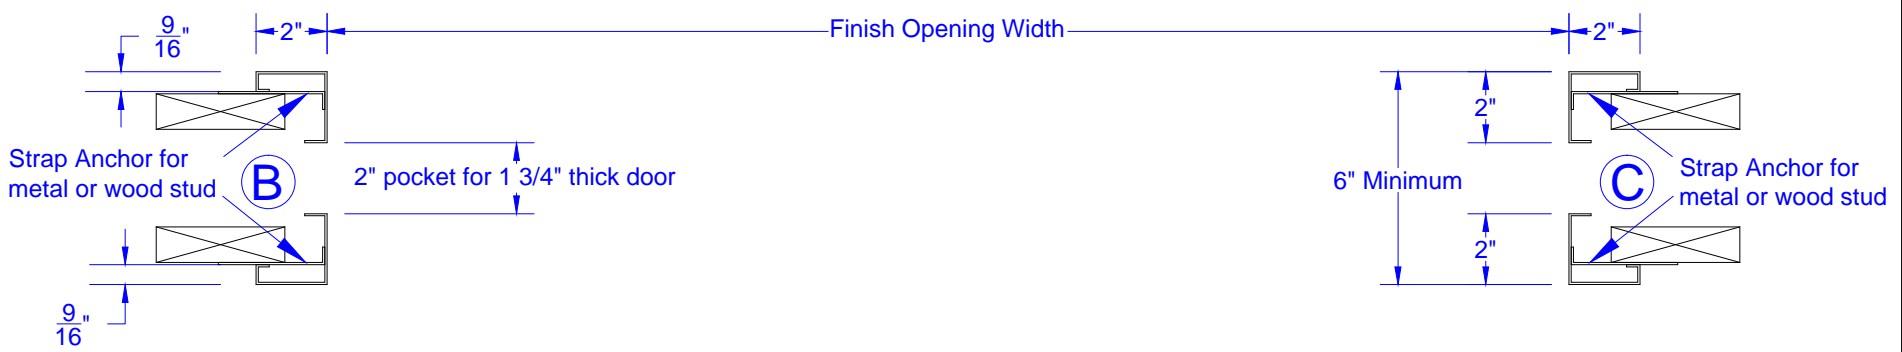 9/16"
2"
Finish Opening Width
2"
2"
Strap Anchor for
metal or wood stud
B
2" pocket for 1 3/4" thick door
6" Minimum
C
Strap Anchor for
metal or wood stud
2"
9/16"